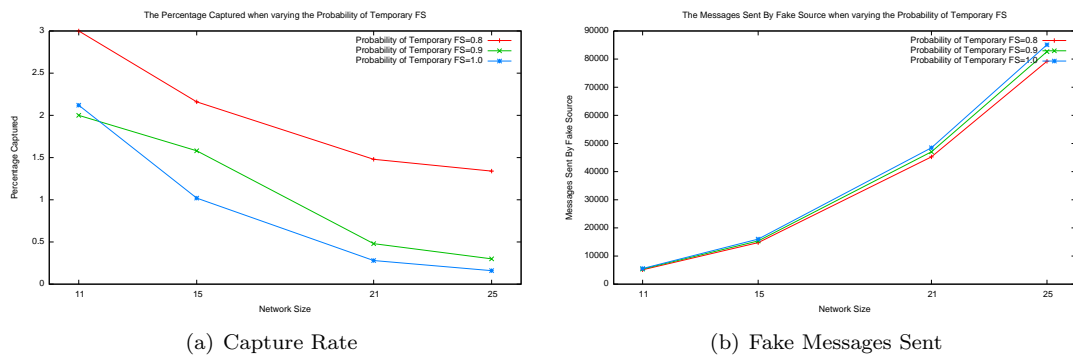 The Percentage Captured when varying the Probability of Temporary FS
3
2.5
2
1.5
1
0.5
0
Percentage Captured
Probability of Temporary FS=0.8
Probability of Temporary FS=0.9
Probability of Temporary FS=1.0
11
15
21
25
Network Size
(a) Capture Rate
The Messages Sent By Fake Source when varying the Probability of Temporary FS
90000
80000
70000
60000
50000
40000
30000
20000
10000
0
Messages Sent By Fake Source
Probability of Temporary FS=0.8
Probability of Temporary FS=0.9
Probability of Temporary FS=1.0
11
15
21
25
Network Size
(b) Fake Messages Sent